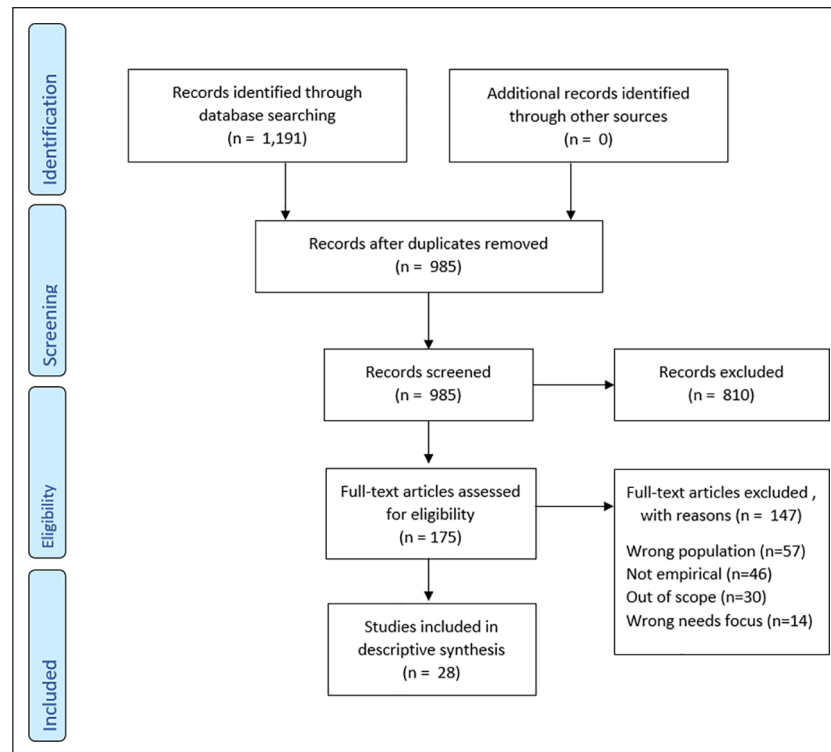 Identification
Records identified through
database searching
(n = 1,191)
Additional records identified
through other sources
(n = 0)
Screening
Records after duplicates removed
(n = 985)
Records screened
(n = 985)
Records excluded
(n = 810)
Eligibility
Full-text articles assessed
for eligibility
(n = 175)
Full-text articles excluded ,
with reasons (n = 147)
Wrong population (n=57)
Not empirical (n=46)
Out of scope (n=30)
Wrong needs focus (n=14)
Included
Studies included in
descriptive synthesis
(n = 28)